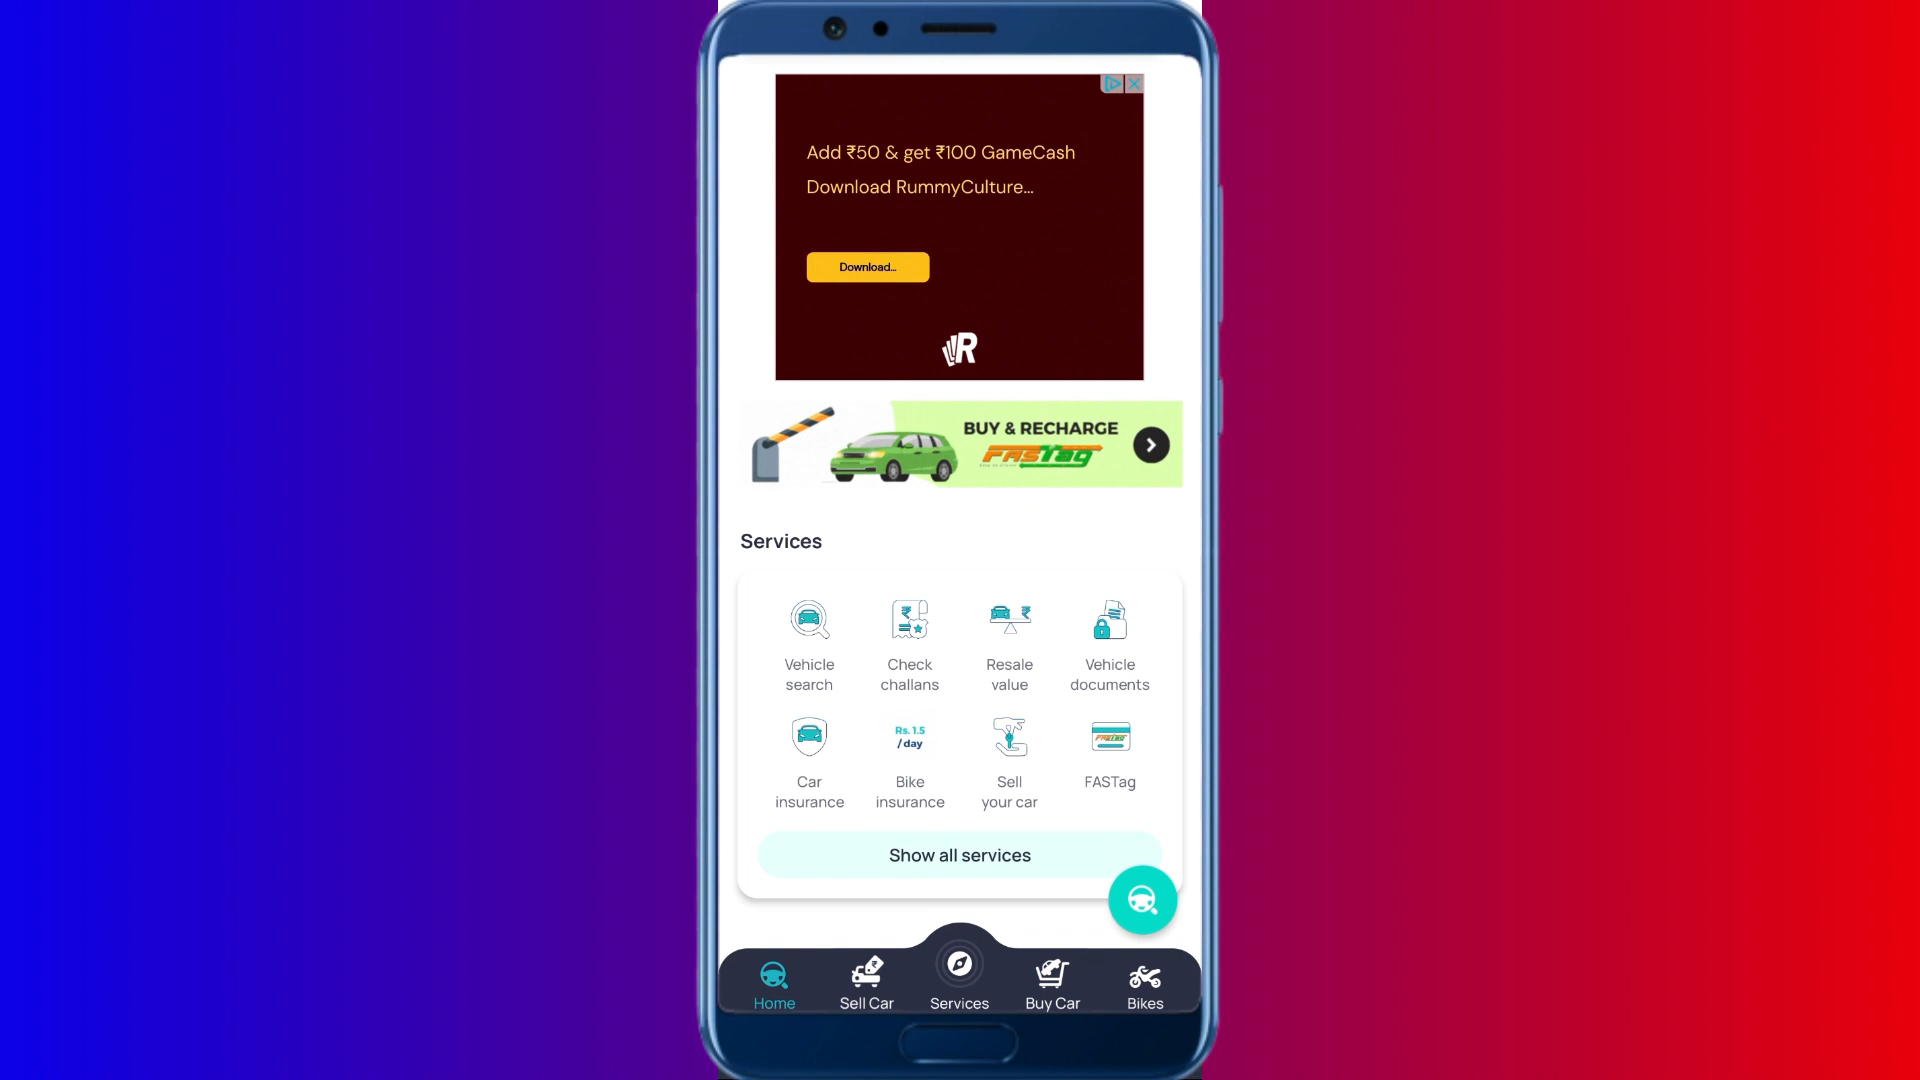 Add ₹50 & get ₹100 GameCash
Download RummyCulture...
Download...
R
BUY & RECHARGE
FASTag
Services
Vehicle search
Check challans
Resale value
Vehicle documents
Rs. 1.5 / day
FASTag
Car insurance
Bike insurance
Sell your car
FASTag
Show all services
Home
Sell Car
Services
Buy Car
Bikes